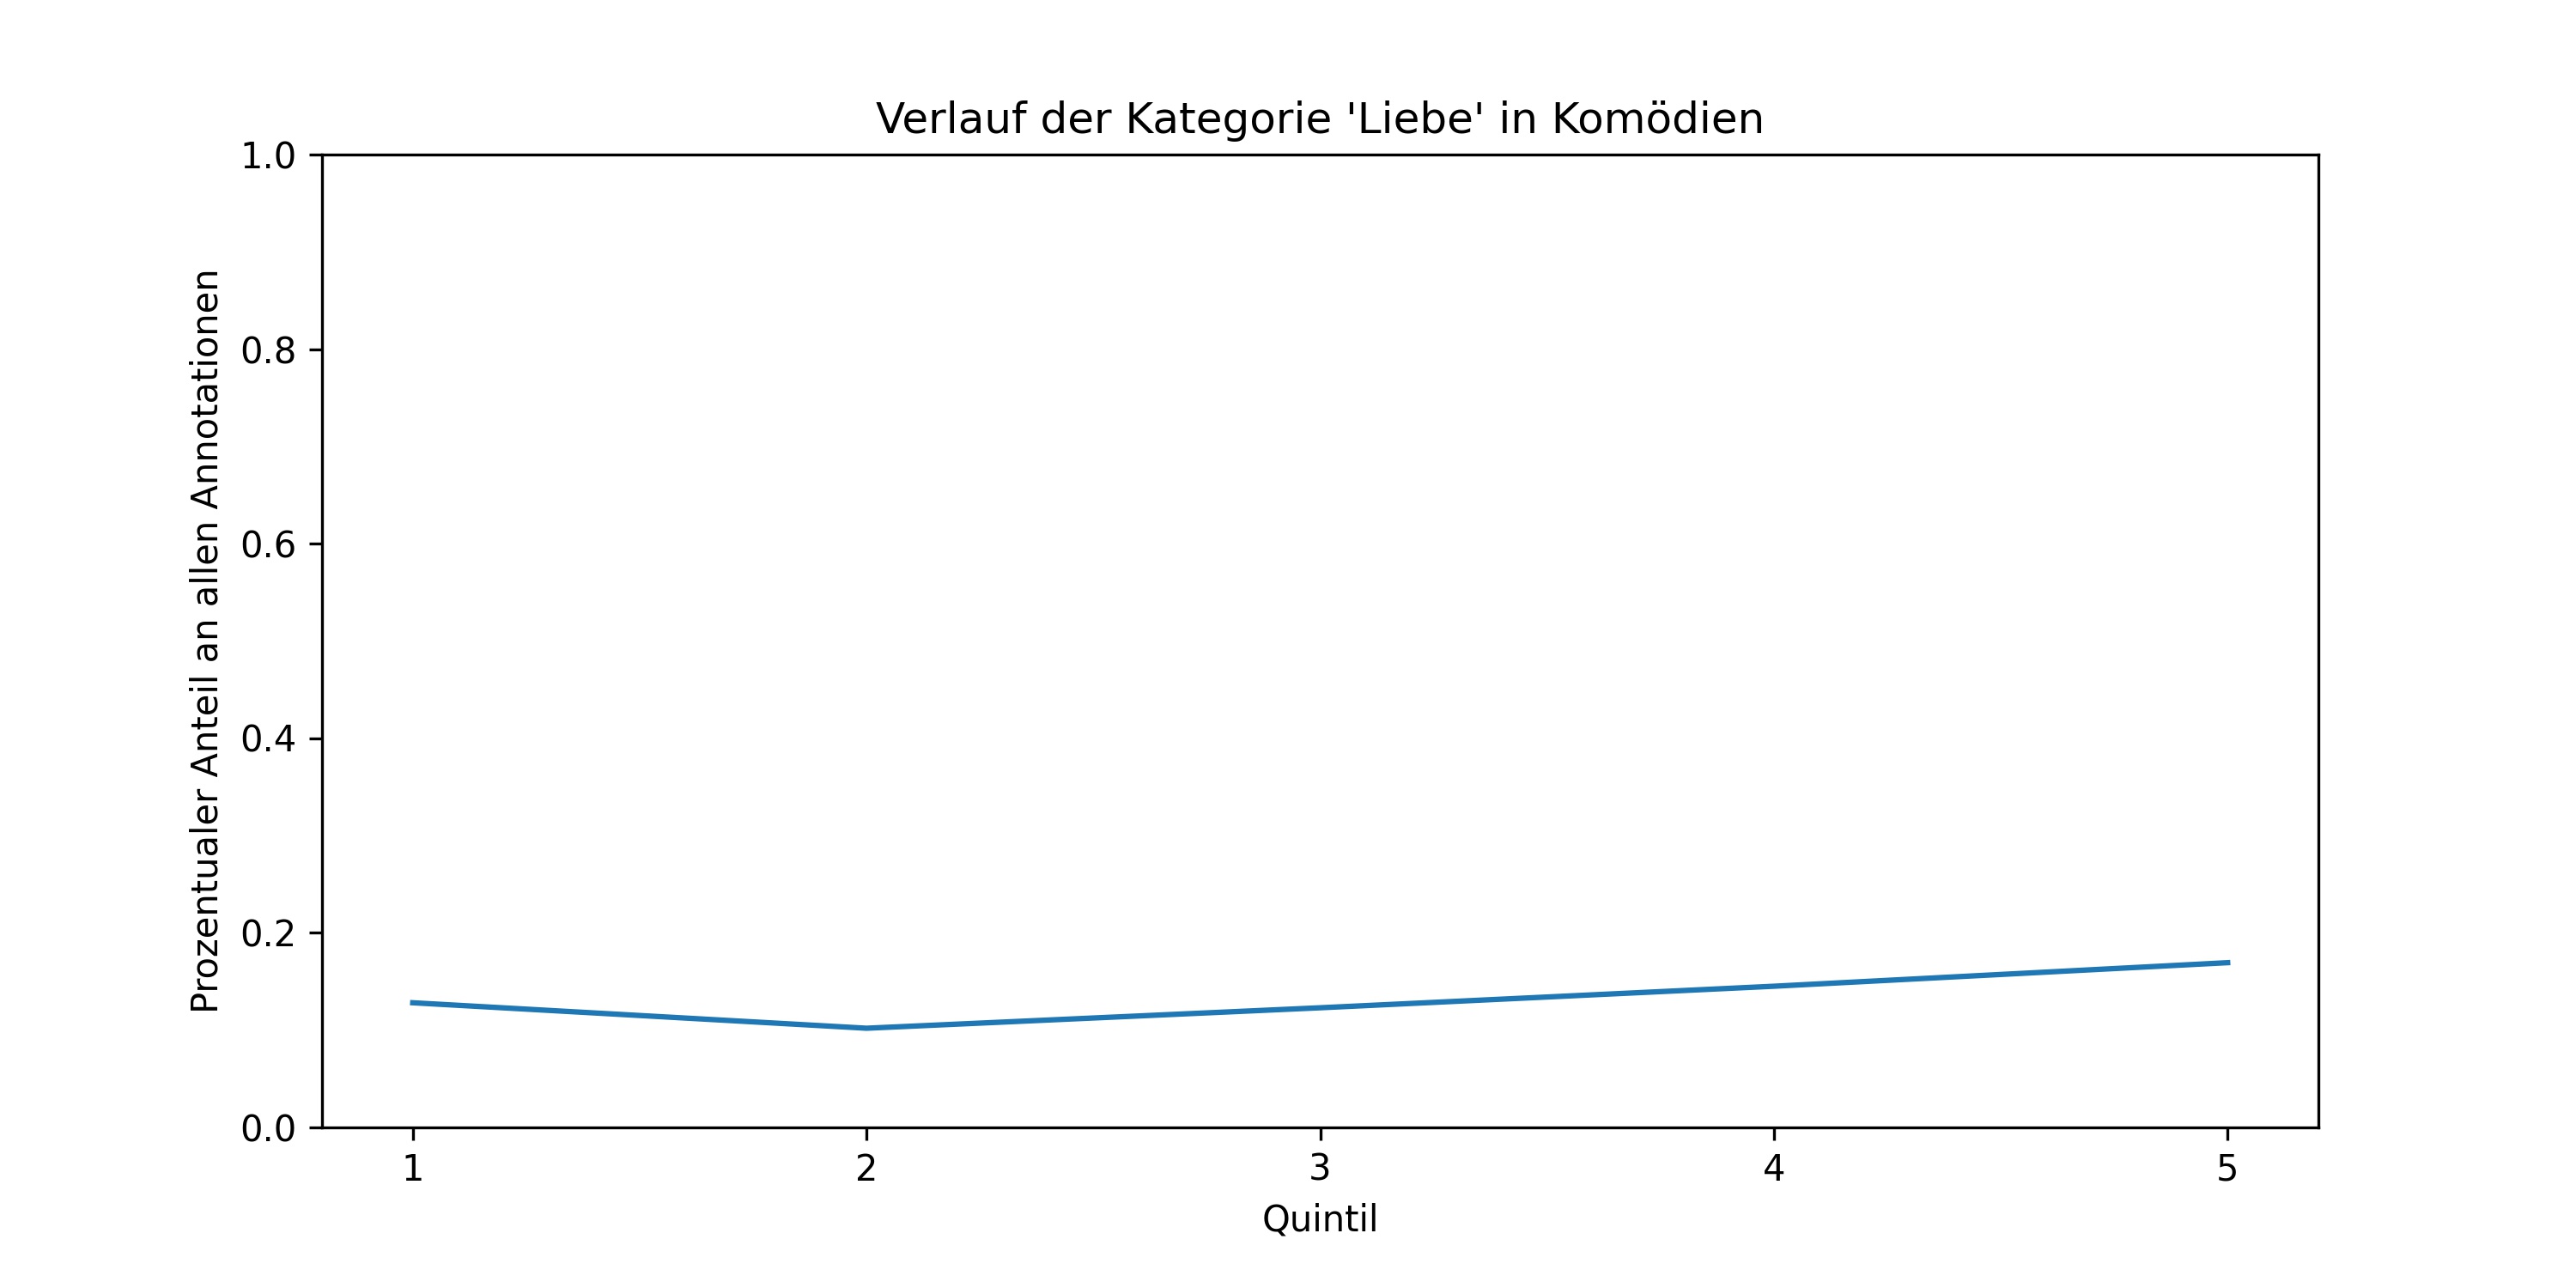 Verlauf der Kategorie 'Liebe' in Komödien
Prozentualer Anteil an allen Annotationen
1.0
0.8
0.6
0.4
0.2
0.0
1 2 3 4 5
Quintil